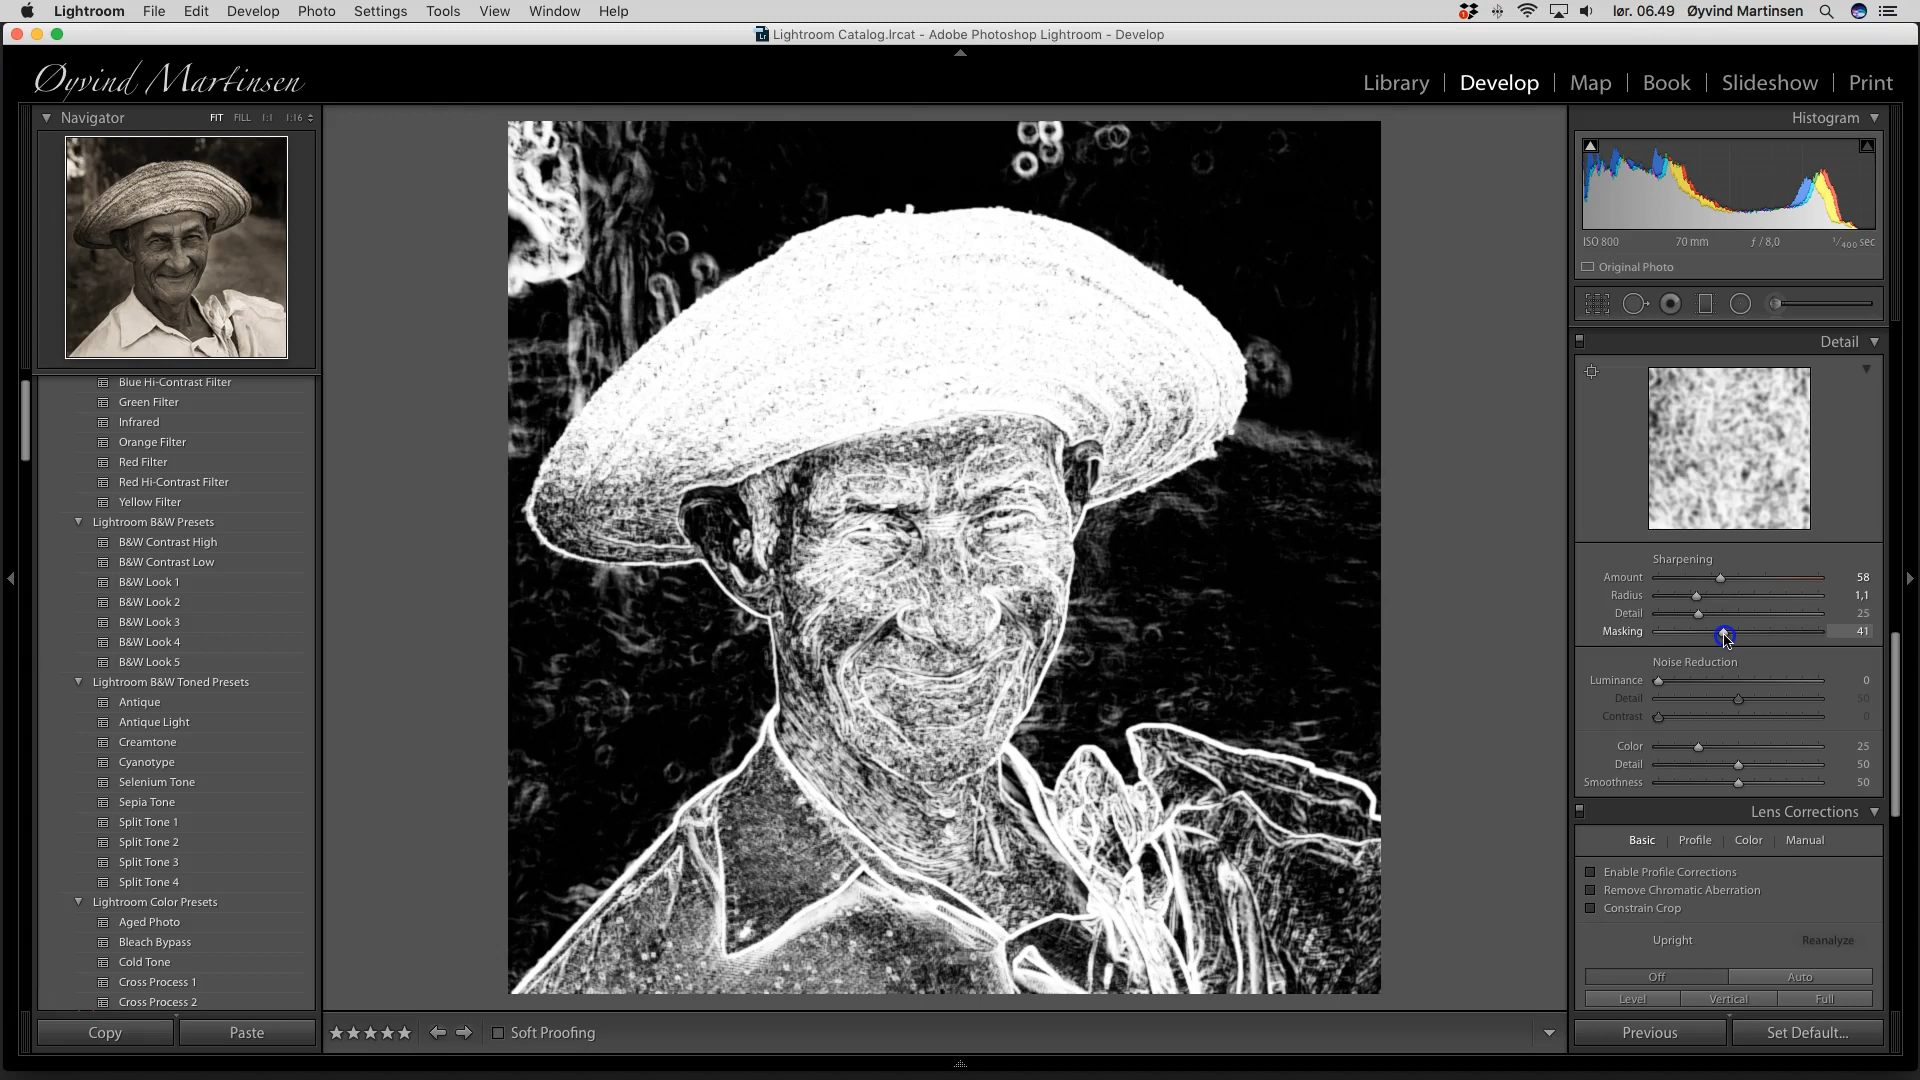 Lightroom File Edit Develop Photo Settings Tools View Window Help 1 lør. 06.49 Øyvind Martinsen
Lr Lightroom Catalog.lrcat - Adobe Photoshop Lightroom - Develop
Øyvind Martinsen Library Develop Map Book Slideshow Print
Navigator FIT FILL 1:1 1:16
Histogram
ISO 800 70 mm ƒ / 8,0 1/400 sec
Original Photo
Detail
Blue Hi-Contrast Filter
Green Filter
Infrared
Orange Filter
Red Filter
Red Hi-Contrast Filter
Yellow Filter
Lightroom B&W Presets
B&W Contrast High
B&W Contrast Low
B&W Look 1
B&W Look 2
B&W Look 3
B&W Look 4
B&W Look 5
Lightroom B&W Toned Presets
Antique
Antique Light
Creamtone
Cyanotype
Selenium Tone
Sepia Tone
Split Tone 1
Split Tone 2
Split Tone 3
Split Tone 4
Lightroom Color Presets
Aged Photo
Bleach Bypass
Cold Tone
Cross Process 1
Cross Process 2
Sharpening
Amount 58
Radius 1,1
Detail 25
Masking 41
Noise Reduction
Luminance 0
Detail 50
Contrast 0
Color 25
Detail 50
Smoothness 50
Lens Corrections
Basic Profile Color Manual
Enable Profile Corrections
Remove Chromatic Aberration
Constrain Crop
Upright Reanalyze
Off Auto
Level Vertical Full
Copy Paste Soft Proofing Previous Set Default...